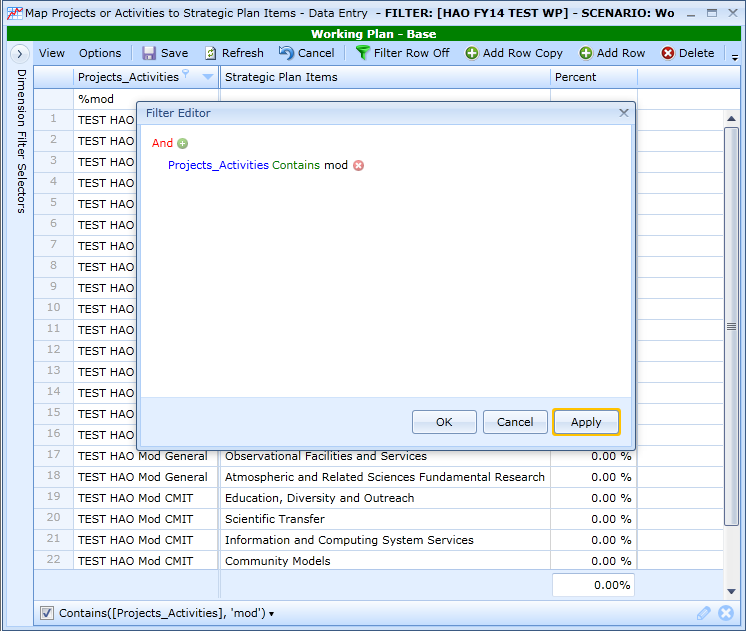 Map Projects or Activities to Strategic Plan Items - Data Entry - FILTER: [HAO FY14 TEST WP] - SCENARIO: Wo
Working Plan - Base
View Options Save Refresh Cancel Filter Row Off Add Row Copy Add Row Delete
Dimension Filter Selectors
Projects_Activities Strategic Plan Items Percent
%mod
Filter Editor
And
Projects_Activities Contains mod
OK Cancel Apply
1 TEST HAO
2 TEST HAO
3 TEST HAO
4 TEST HAO
5 TEST HAO
6 TEST HAO
7 TEST HAO
8 TEST HAO
9 TEST HAO
10 TEST HAO
11 TEST HAO
12 TEST HAO
13 TEST HAO
14 TEST HAO
15 TEST HAO
16 TEST HAO
17 TEST HAO Mod General Observational Facilities and Services 0.00 %
18 TEST HAO Mod General Atmospheric and Related Sciences Fundamental Research 0.00 %
19 TEST HAO Mod CMIT Education, Diversity and Outreach 0.00 %
20 TEST HAO Mod CMIT Scientific Transfer 0.00 %
21 TEST HAO Mod CMIT Information and Computing System Services 0.00 %
22 TEST HAO Mod CMIT Community Models 0.00 %
0.00%
Contains([Projects_Activities], 'mod')